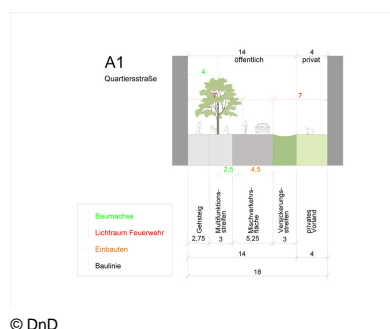 14
4
A1
öffentlich
privat
Quartiersstraße
4
7
2,5
4,5
Gehsteig
Multifunktions-
streifen
Mischverkehrs-
fläche
Versickerungs-
streifen
privates
Vorland
2,75
3
5,25
3
Baumachse
Lichtraum Feuerwehr
Einbauten
Baulinie
14
4
18
© DnD